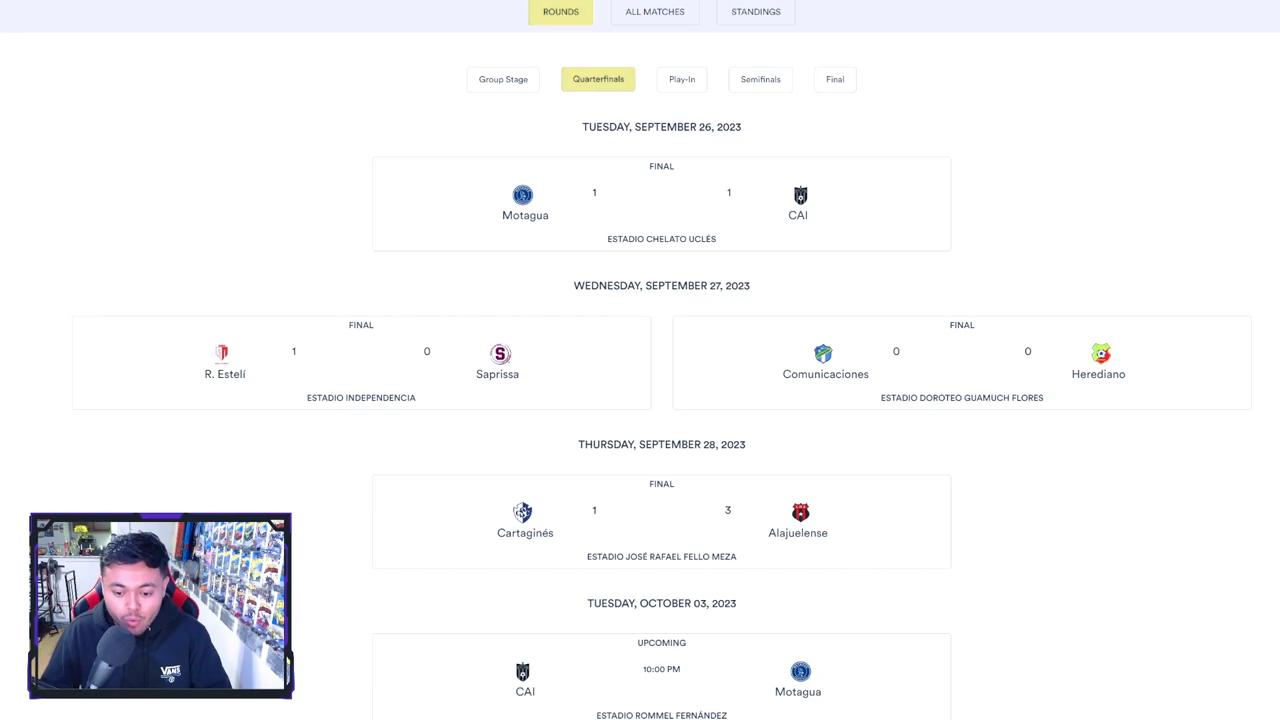 ROUNDS
ALL MATCHES
STANDINGS
Group Stage
Quarterfinals
Play-In
Semifinals
Final
TUESDAY, SEPTEMBER 26, 2023
FINAL
1
1
Motagua
CAI
ESTADIO CHELATO UCLÉS
WEDNESDAY, SEPTEMBER 27, 2023
FINAL
1
0
R. Estelí
Saprissa
ESTADIO INDEPENDENCIA
FINAL
0
0
Comunicaciones
Herediano
ESTADIO DOROTEO GUAMUCH FLORES
THURSDAY, SEPTEMBER 28, 2023
FINAL
1
3
Cartaginés
Alajuelense
ESTADIO JOSÉ RAFAEL FELLO MEZA
TUESDAY, OCTOBER 03, 2023
UPCOMING
10:00 PM
CAI
Motagua
ESTADIO ROMMEL FERNÁNDEZ
VANS